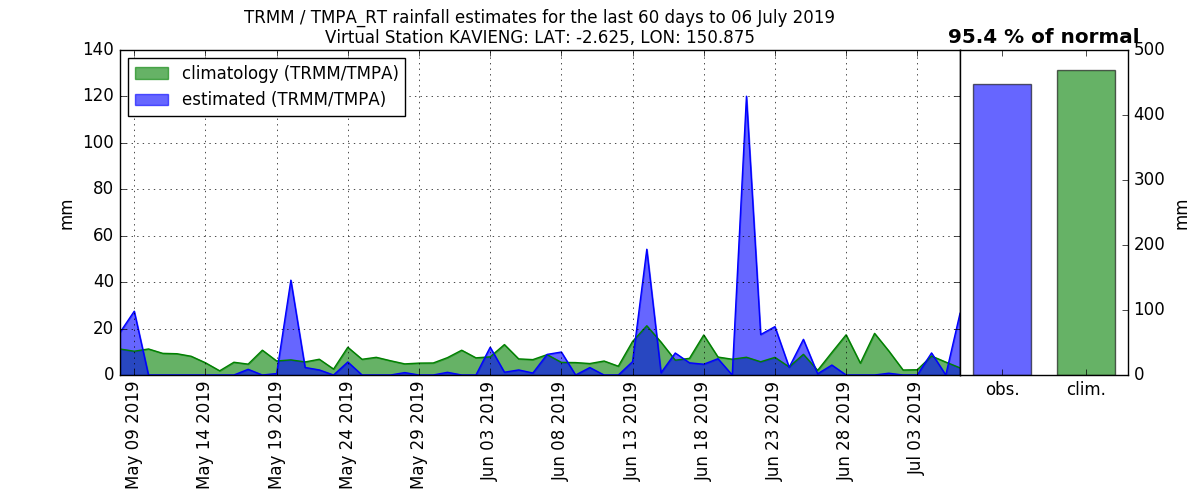 TRMM / TMPA_RT rainfall estimates for the last 60 days to 06 July 2019
Virtual Station KAVIENG: LAT: -2.625, LON: 150.875
95.4 % of normal
climatology (TRMM/TMPA)
estimated (TRMM/TMPA)
140
120
100
80
60
40
20
0
mm
May 09 2019
May 14 2019
May 19 2019
May 24 2019
May 29 2019
Jun 03 2019
Jun 08 2019
Jun 13 2019
Jun 18 2019
Jun 23 2019
Jun 28 2019
Jul 03 2019
obs.
clim.
500
400
300
200
100
0
mm